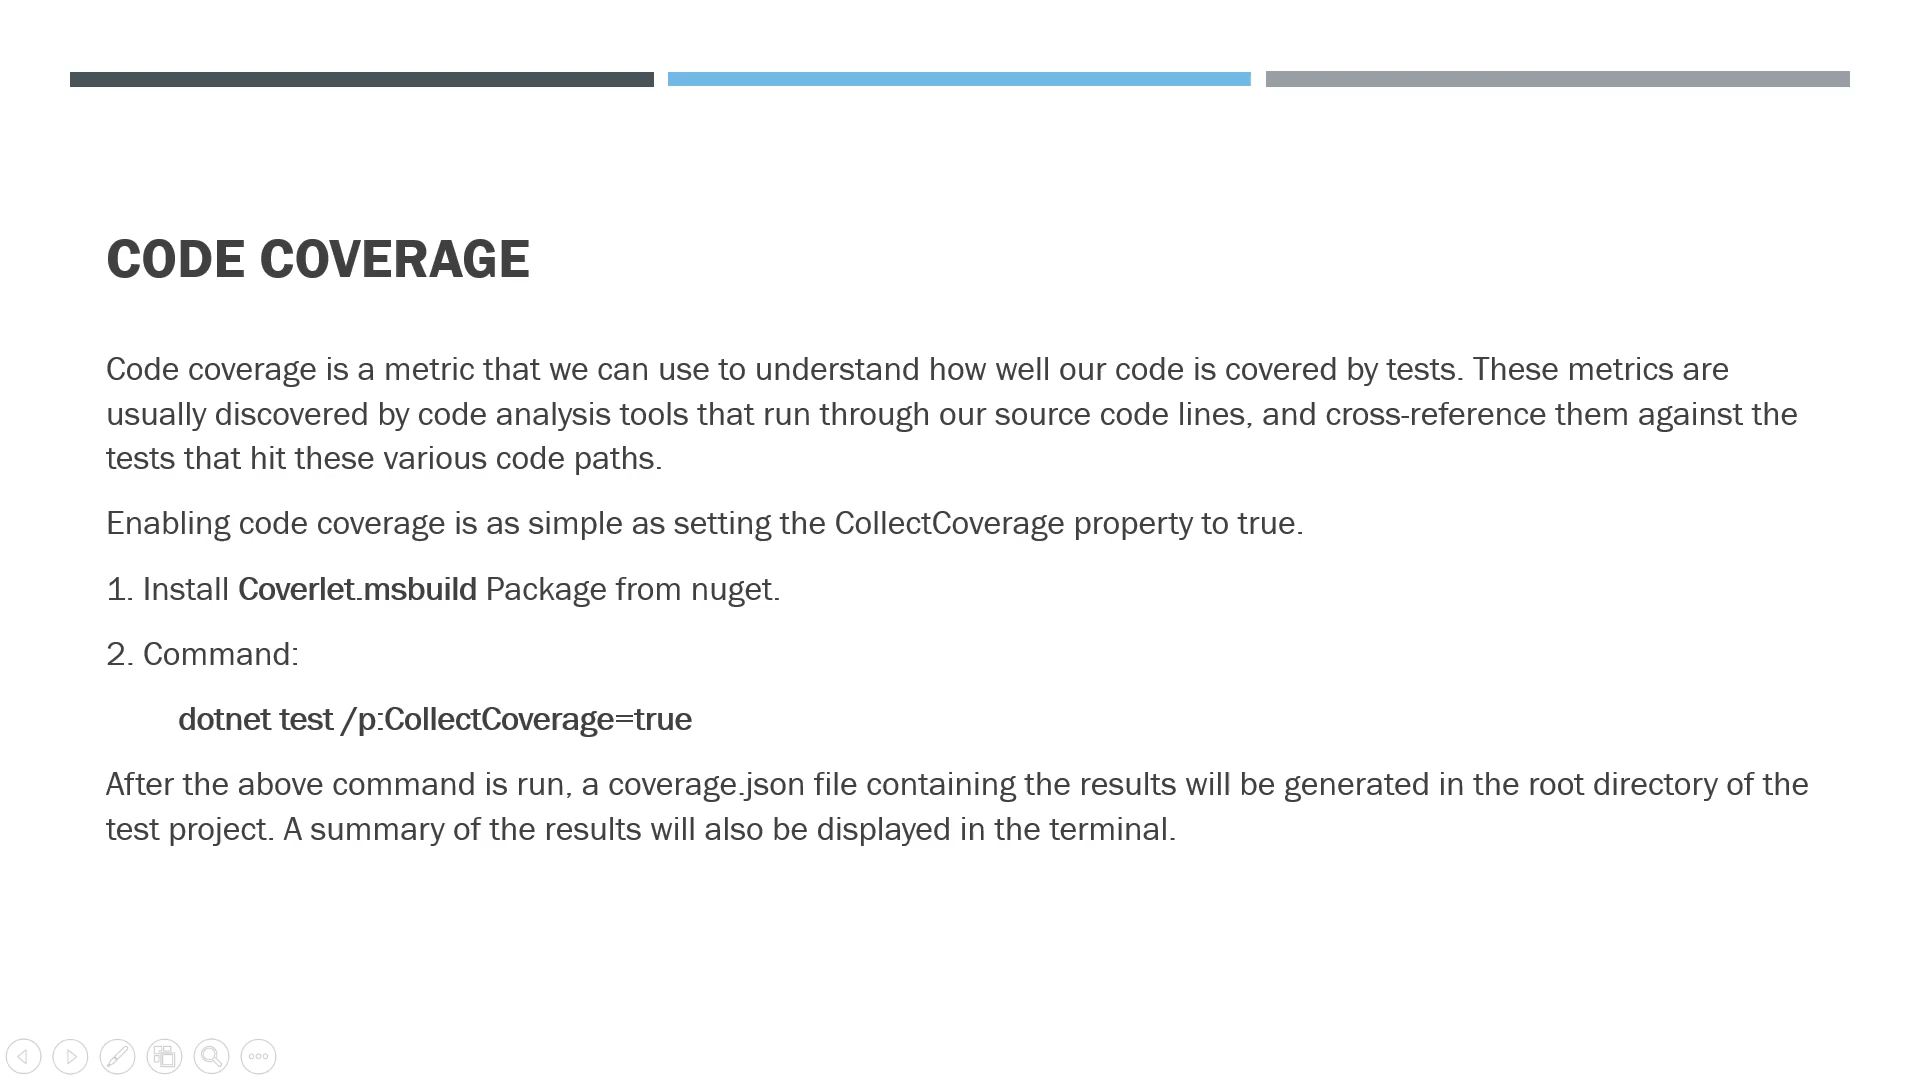 CODE COVERAGE
Code coverage is a metric that we can use to understand how well our code is covered by tests. These metrics are
usually discovered by code analysis tools that run through our source code lines, and cross-reference them against the
tests that hit these various code paths.
Enabling code coverage is as simple as setting the CollectCoverage property to true.
1. Install Coverlet.msbuild Package from nuget.
2. Command:
dotnet test /p:CollectCoverage=true
After the above command is run, a coverage.json file containing the results will be generated in the root directory of the
test project. A summary of the results will also be displayed in the terminal.